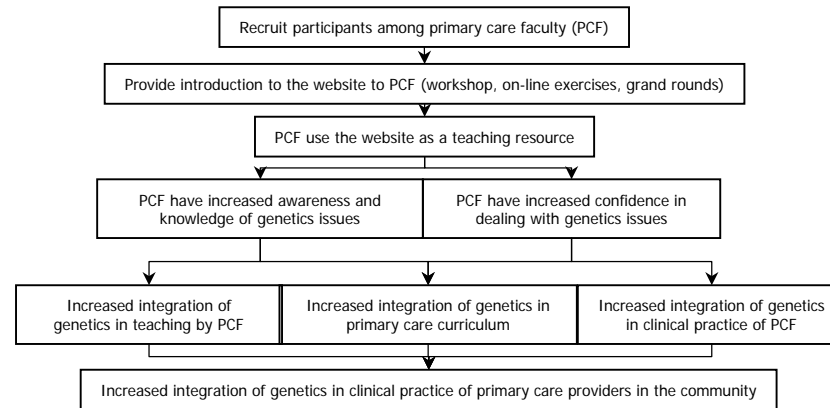 Recruit participants among primary care faculty (PCF)
Provide introduction to the website to PCF (workshop, on-line exercises, grand rounds)
PCF use the website as a teaching resource
PCF have increased awareness and
knowledge of genetics issues
PCF have increased confidence in
dealing with genetics issues
Increased integration of
genetics in teaching by PCF
Increased integration of genetics in
primary care curriculum
Increased integration of genetics
in clinical practice of PCF
Increased integration of genetics in clinical practice of primary care providers in the community